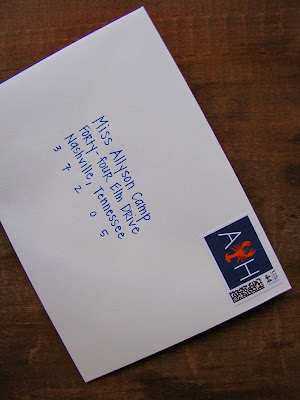 Miss Allyson Camp
Forty-four Elm Drive
Nashville, Tennessee
3 7 2 0 5
A H